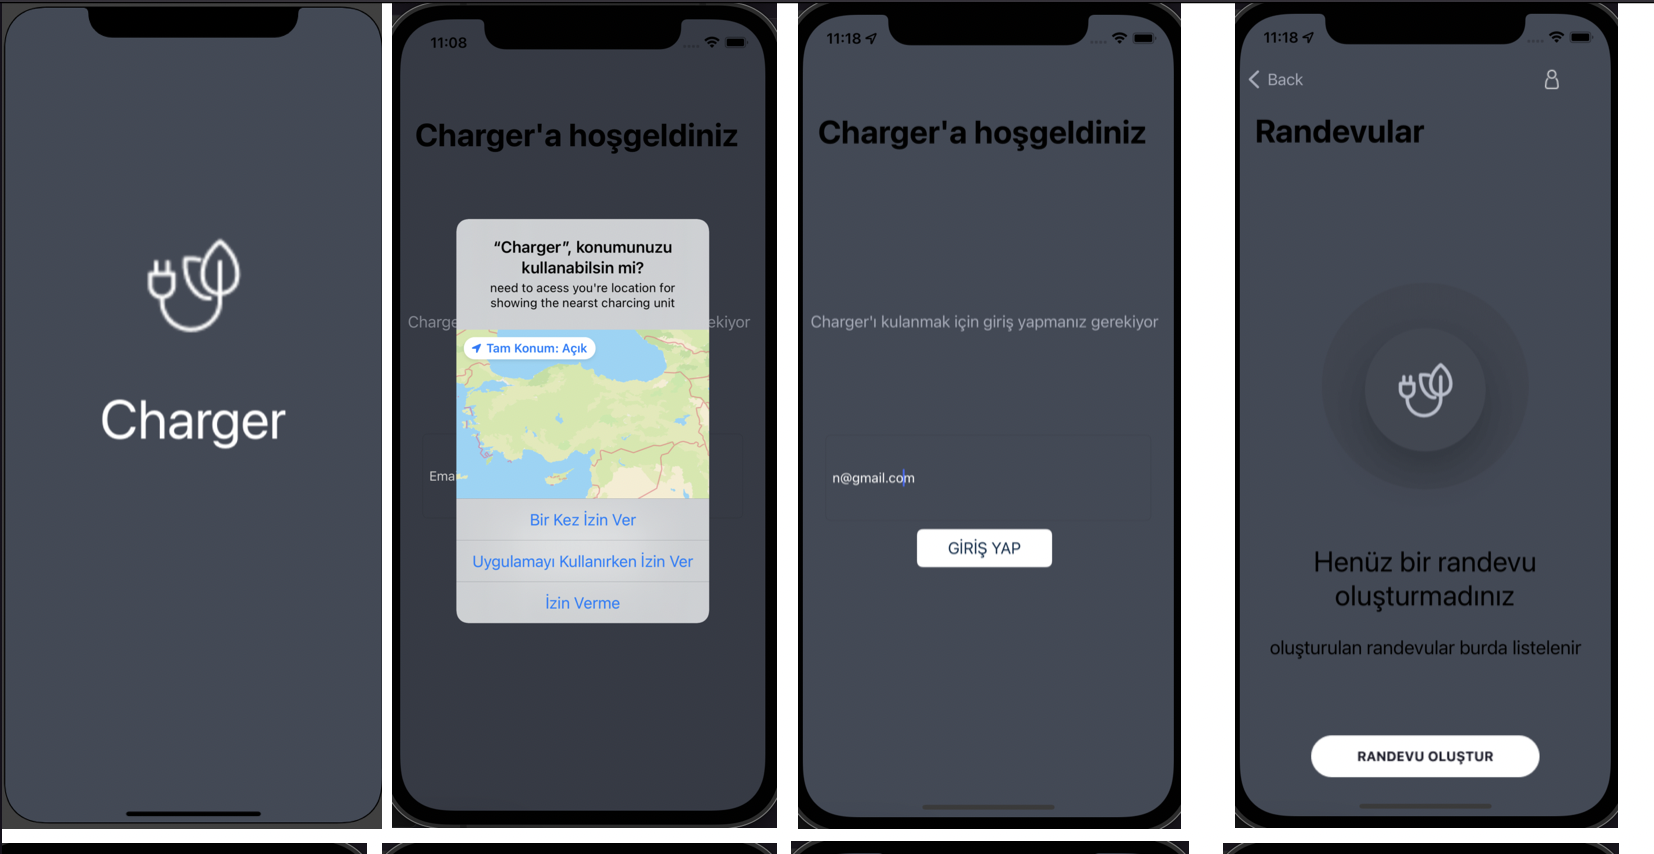 Charger
11:08
Charger'a hoşgeldiniz
“Charger”, konumunuzu
kullanabilsin mi?
need to acess you're location for
showing the nearst charcing unit
Charge
ekiyor
Tam Konum: Açık
Ema
Bir Kez İzin Ver
Uygulamayı Kullanırken İzin Ver
İzin Verme
11:18
Charger'a hoşgeldiniz
Charger'ı kulanmak için giriş yapmanız gerekiyor
n@gmail.com
GİRİŞ YAP
11:18
Back
Randevular
Henüz bir randevu
oluşturmadınız
oluşturulan randevular burda listelenir
RANDEVU OLUŞTUR